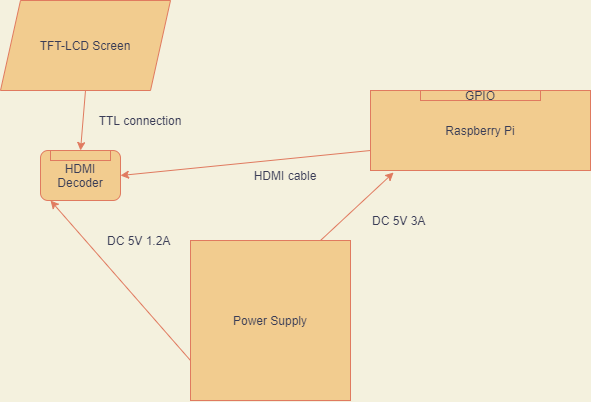 TFT-LCD Screen
GPIO
Raspberry Pi
TTL connection
HDMI
Decoder
HDMI cable
DC 5V 3A
DC 5V 1.2A
Power Supply